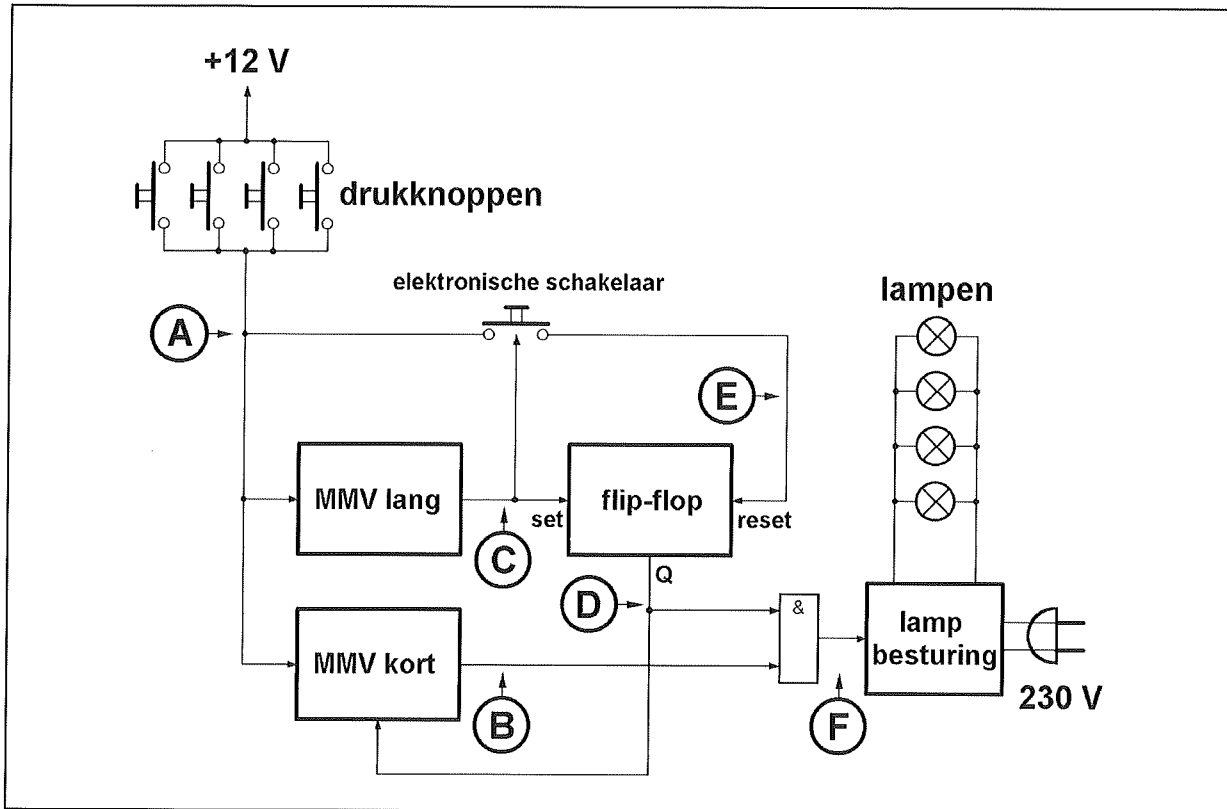 +12 V
drukknoppen
elektronische schakelaar
lampen
A
E
MMV lang
set
flip-flop
reset
C
Q
D
&
MMV kort
B
lamp
besturing
F
230 V